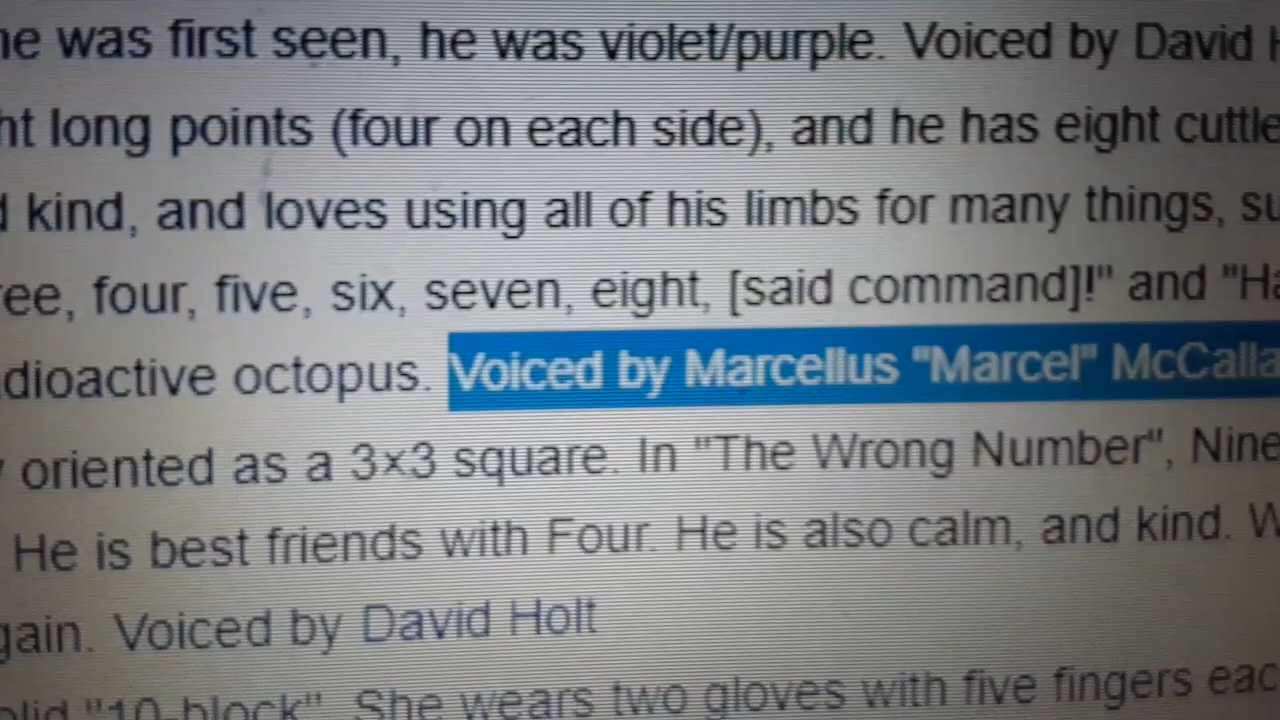 he was first seen, he was violet/purple. Voiced by David
long points (four on each side), and he has eight
kind, and loves using all of his limbs for many things,
four, five, six, seven, eight, [said command]!" and
octopus. Voiced by Marcellus "Marcel" McCalla
oriented as a 3×3 square. In "The Wrong Number", Nine
He is best friends with Four. He is also calm, and kind.
Voiced by David Holt
"10-block". She wears two gloves with five fingers